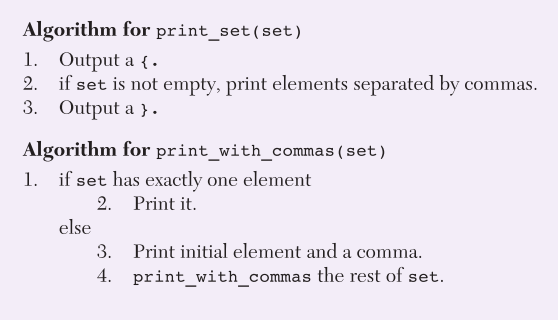 Algorithm for print_set(set)
1. Output a {.
2. if set is not empty, print elements separated by commas.
3. Output a }.
Algorithm for print_with_commas(set)
1. if set has exactly one element
2. Print it.
else
3. Print initial element and a comma.
4. print_with_commas the rest of set.